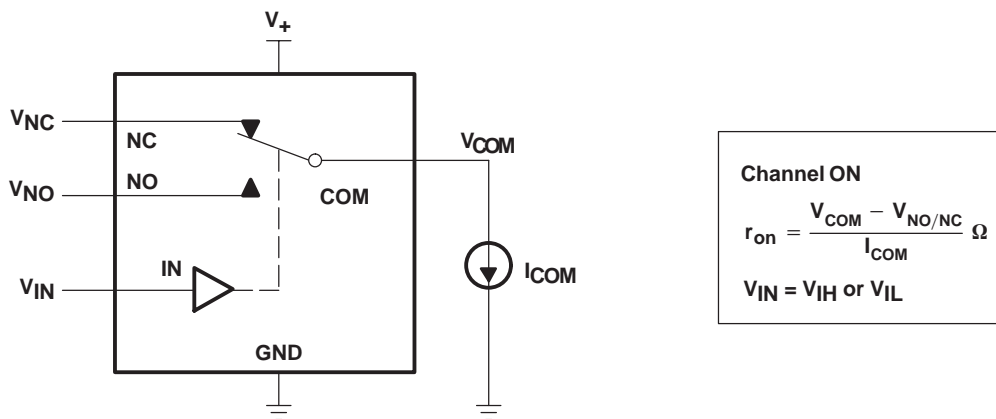 V+
VNC
NC
VCOM
VNO
NO
COM
VIN
IN
ICOM
GND
Channel ON
ron = VCOM − VNO/NC / ICOM Ω
VIN = VIH or VIL